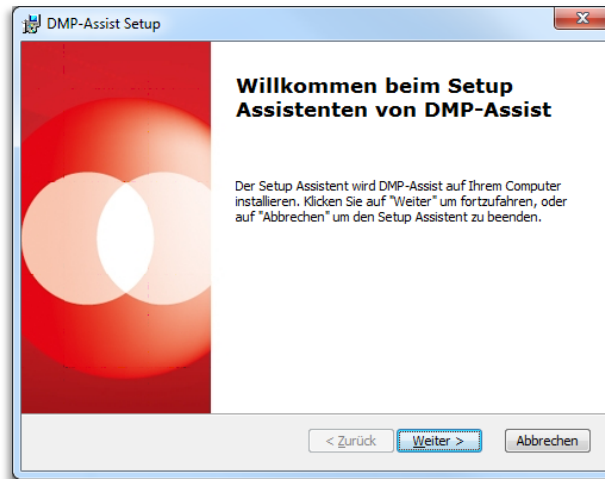 DMP-Assist Setup
Willkommen beim Setup
Assistenten von DMP-Assist
Der Setup Assistent wird DMP-Assist auf Ihrem Computer
installieren. Klicken Sie auf "Weiter" um fortzufahren, oder
auf "Abbrechen" um den Setup Assistent zu beenden.
< Zurück Weiter > Abbrechen